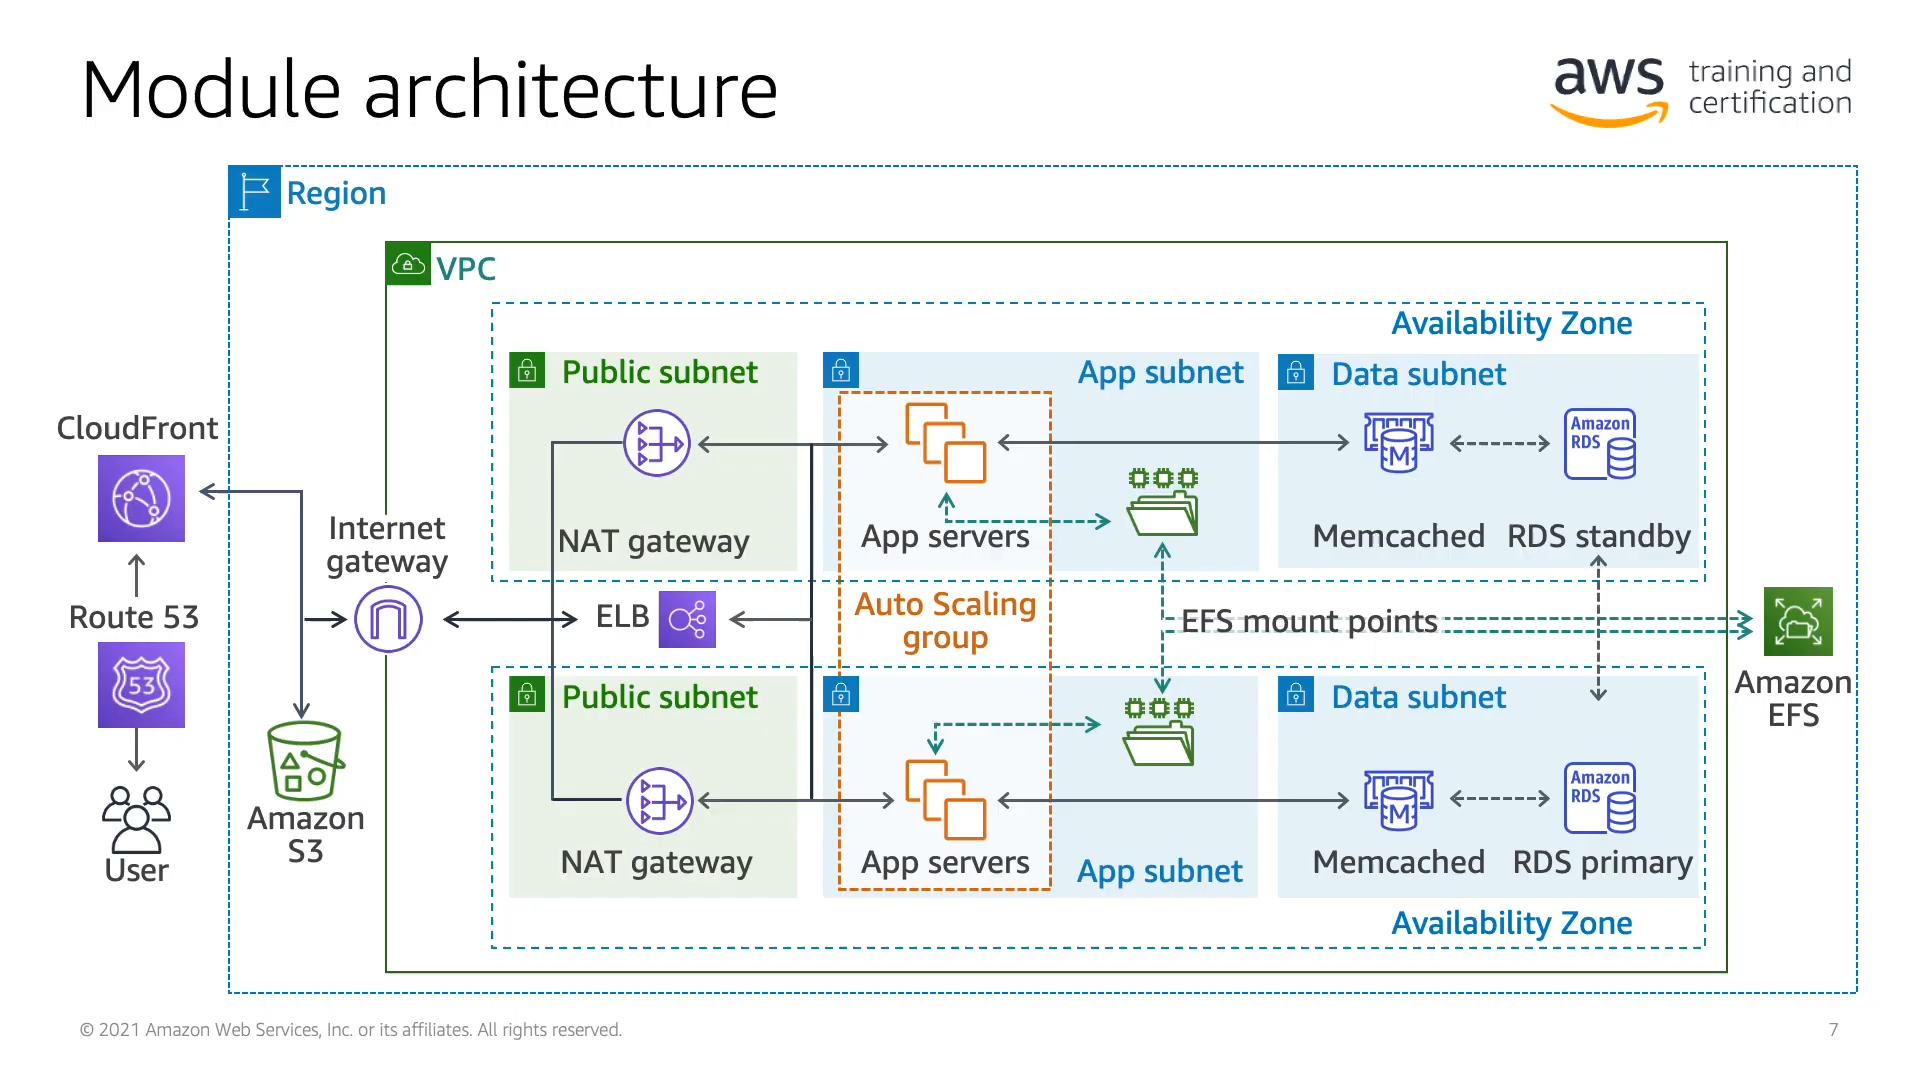 Module architecture
aws training and
certification
Region
VPC
Availability Zone
Public subnet
App subnet
Data subnet
CloudFront
Amazon
RDS
Internet
gateway
NAT gateway
App servers
Memcached
RDS standby
Route 53
ELB
Auto Scaling
group
EFS mount points
53
Public subnet
Data subnet
Amazon
EFS
M
M
Amazon
RDS
User
Amazon
S3
NAT gateway
App servers
App subnet
Memcached
RDS primary
Availability Zone
© 2021 Amazon Web Services, Inc. or its affiliates. All rights reserved.
7